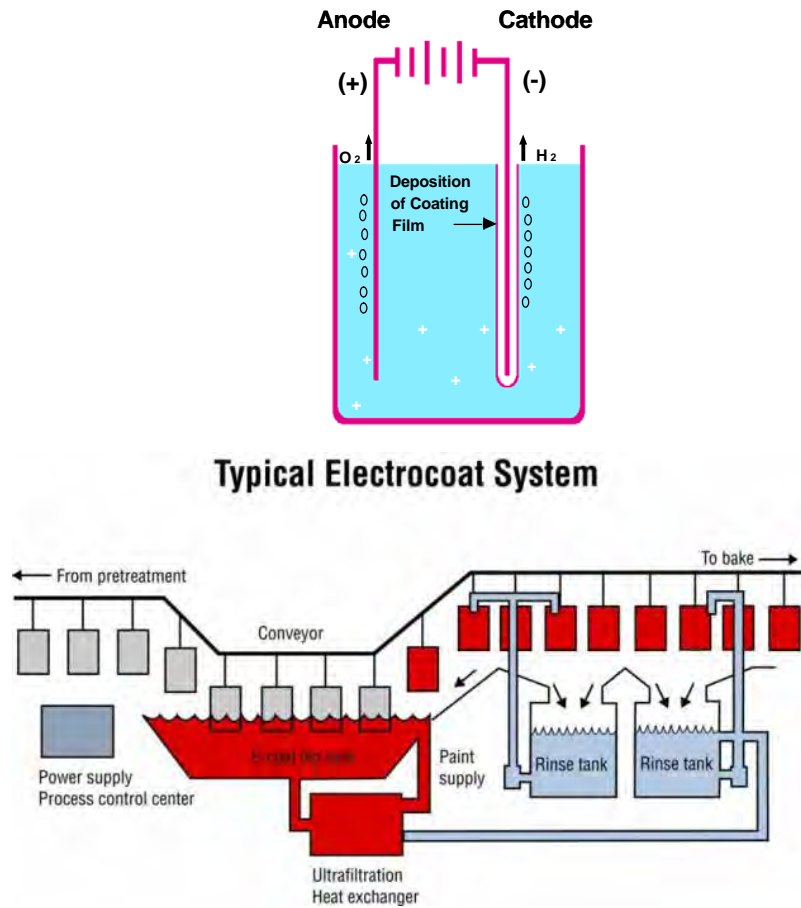 Anode Cathode
(+) (-)
O2 H2
Deposition
of Coating
Film
+
+
+
+
+
+
+
+
Typical Electrocoat System
To bake
From pretreatment
Conveyor
Power supply
Process control center
Paint
supply
Rinse tank Rinse tank
Ultrafiltration
Heat exchanger